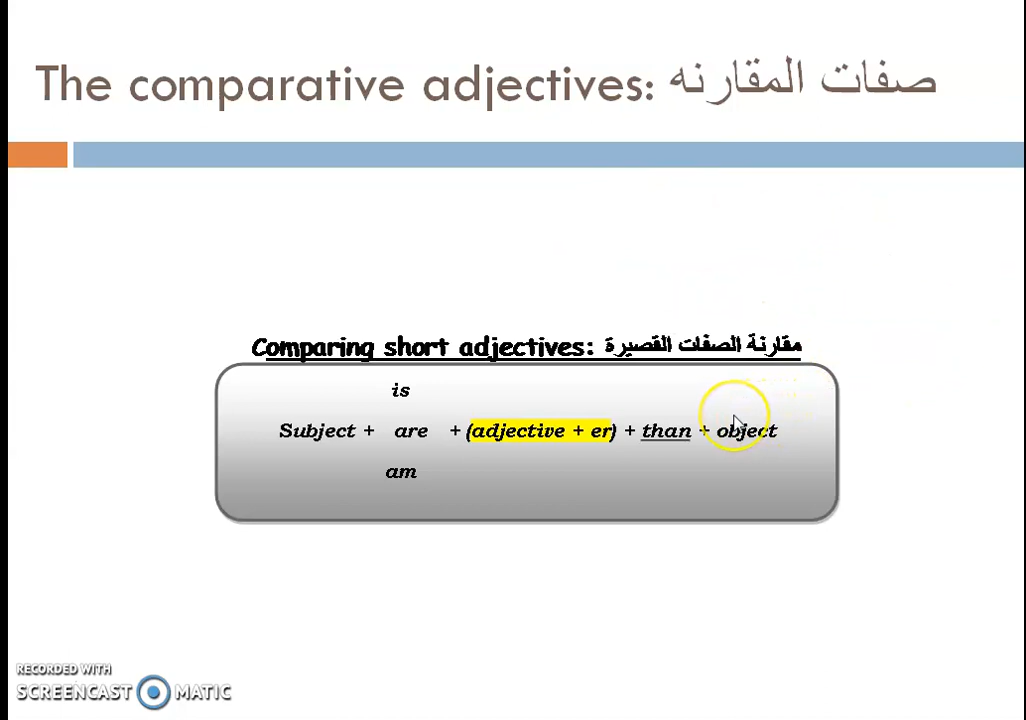 The comparative adjectives: صفات المقارنه
Comparing short adjectives: مقارنة الصفات القصيرة
is
Subject + are + (adjective + er) + than + object
am
RECORDED WITH
SCREENCAST MATIC